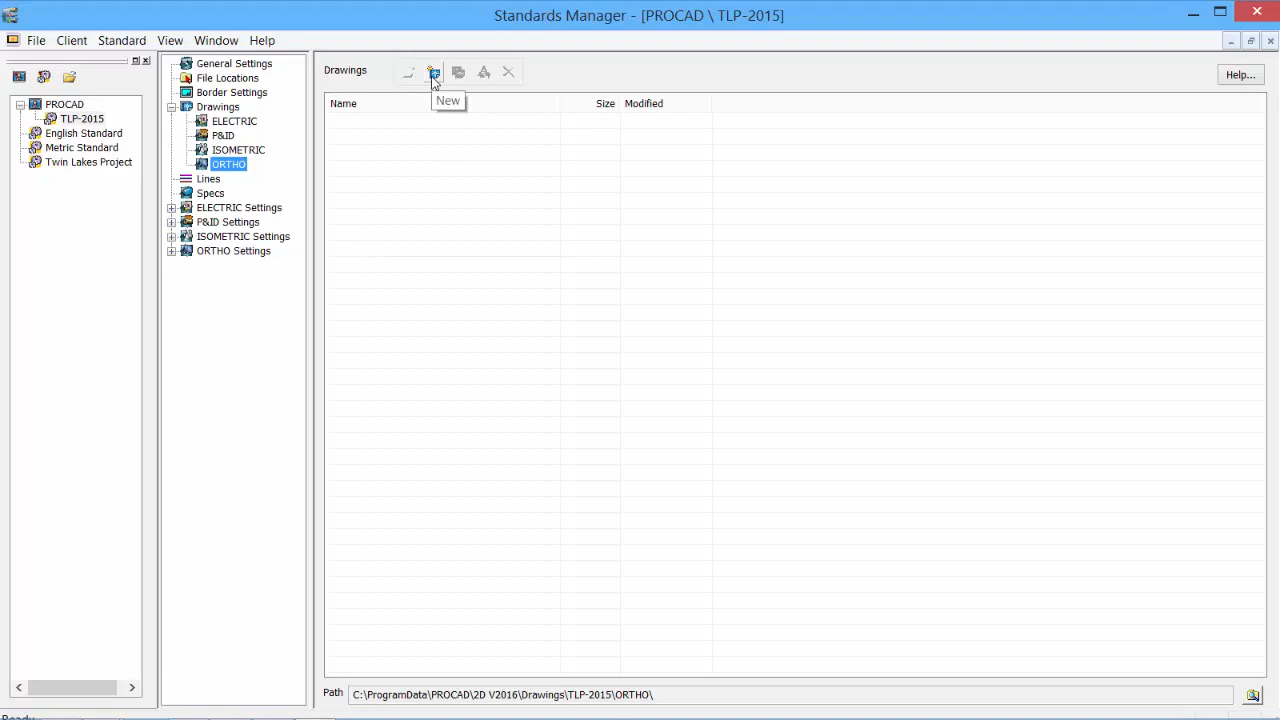 Standards Manager - [PROCAD \ TLP-2015]
File Client Standard View Window Help
PROCAD
TLP-2015
English Standard
Metric Standard
Twin Lakes Project
General Settings
File Locations
Border Settings
Drawings
ELECTRIC
P&ID
ISOMETRIC
ORTHO
Lines
Specs
ELECTRIC Settings
P&ID Settings
ISOMETRIC Settings
ORTHO Settings
Drawings
Help...
New
Name Size Modified
Path C:\ProgramData\PROCAD\2D V2016\Drawings\TLP-2015\ORTHO\
Ready